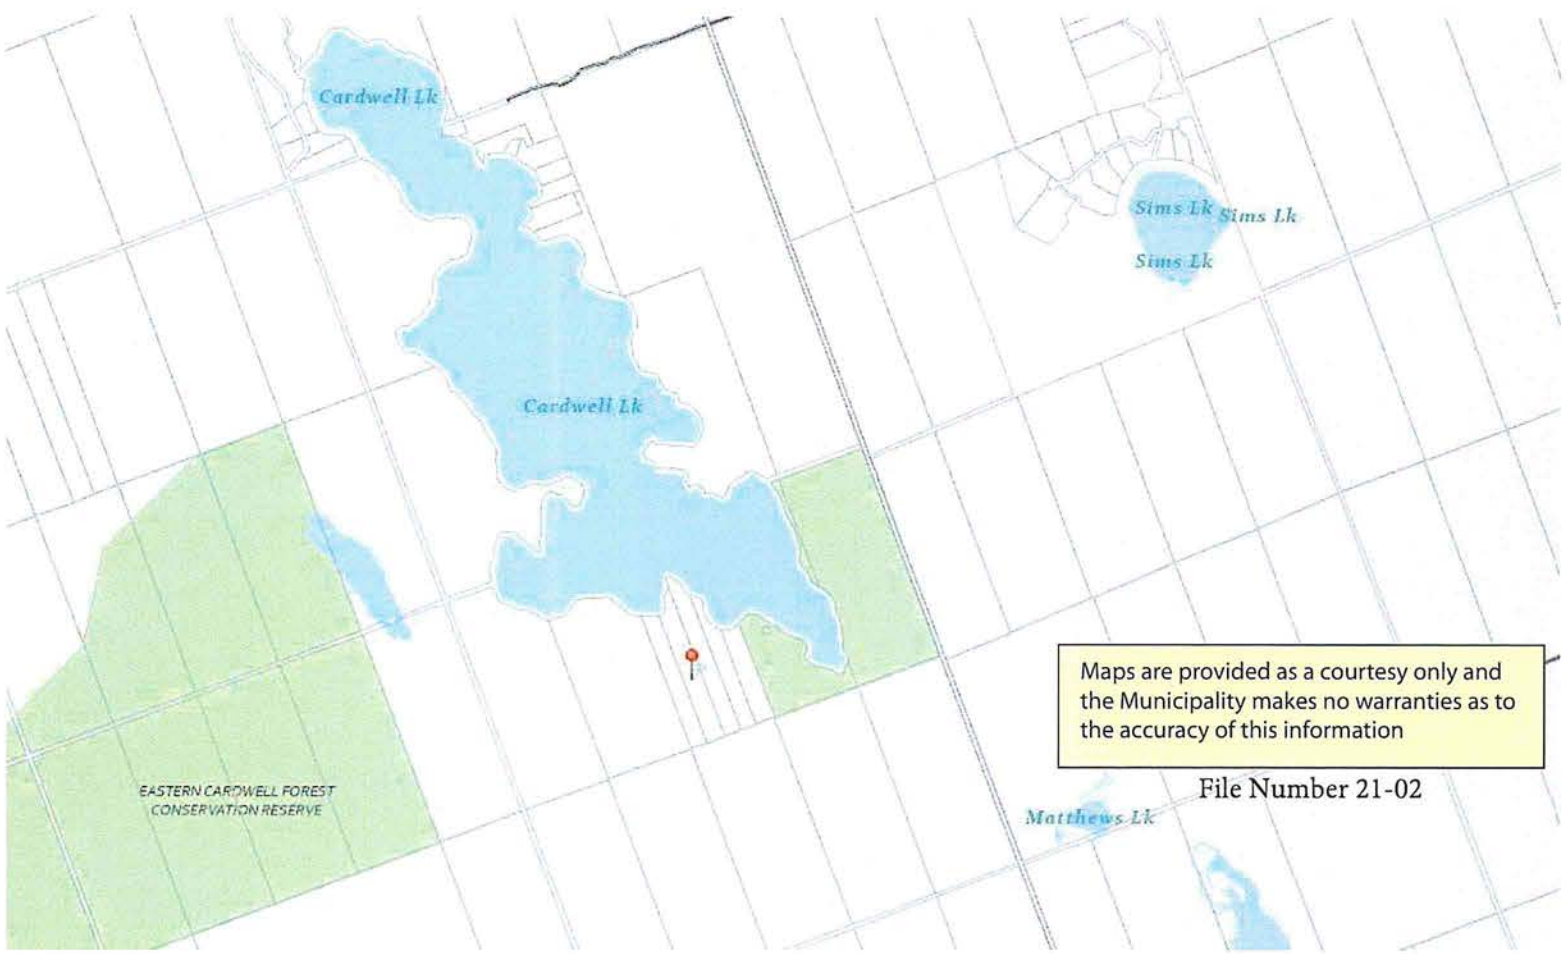 Cardwell Lk
Sims Lk
Sims Lk
Sims Lk
Cardwell Lk
Maps are provided as a courtesy only and
the Municipality makes no warranties as to
the accuracy of this information
File Number 21-02
EASTERN CARDWELL FOREST
CONSERVATION RESERVE
Matthews Lk